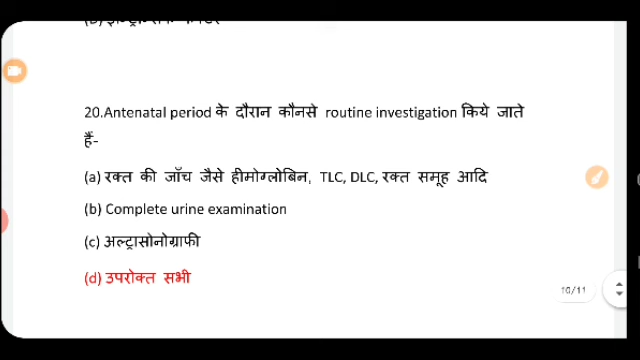 20.Antenatal period के दौरान कौनसे routine investigation किये जाते
हैं-
(a) रक्त की जाँच जैसे हीमोग्लोबिन, TLC, DLC, रक्त समूह आदि
(b) Complete urine examination
(c) अल्ट्रासोनोग्राफी
(d) उपरोक्त सभी
10/11